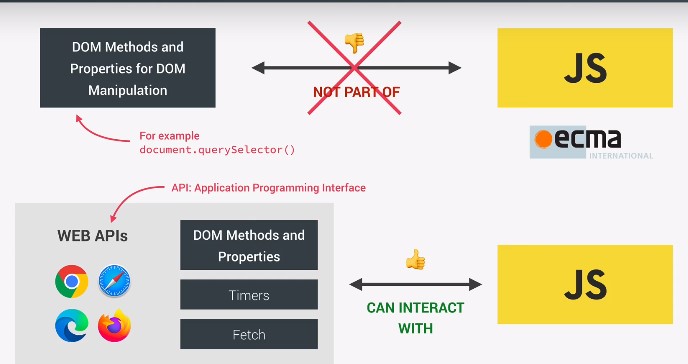 DOM Methods and
Properties for DOM
Manipulation
NOT PART OF
JS
ecma
INTERNATIONAL
For example
document.querySelector()
API: Application Programming Interface
WEB APIs
DOM Methods and
Properties
Timers
Fetch
CAN INTERACT
WITH
JS